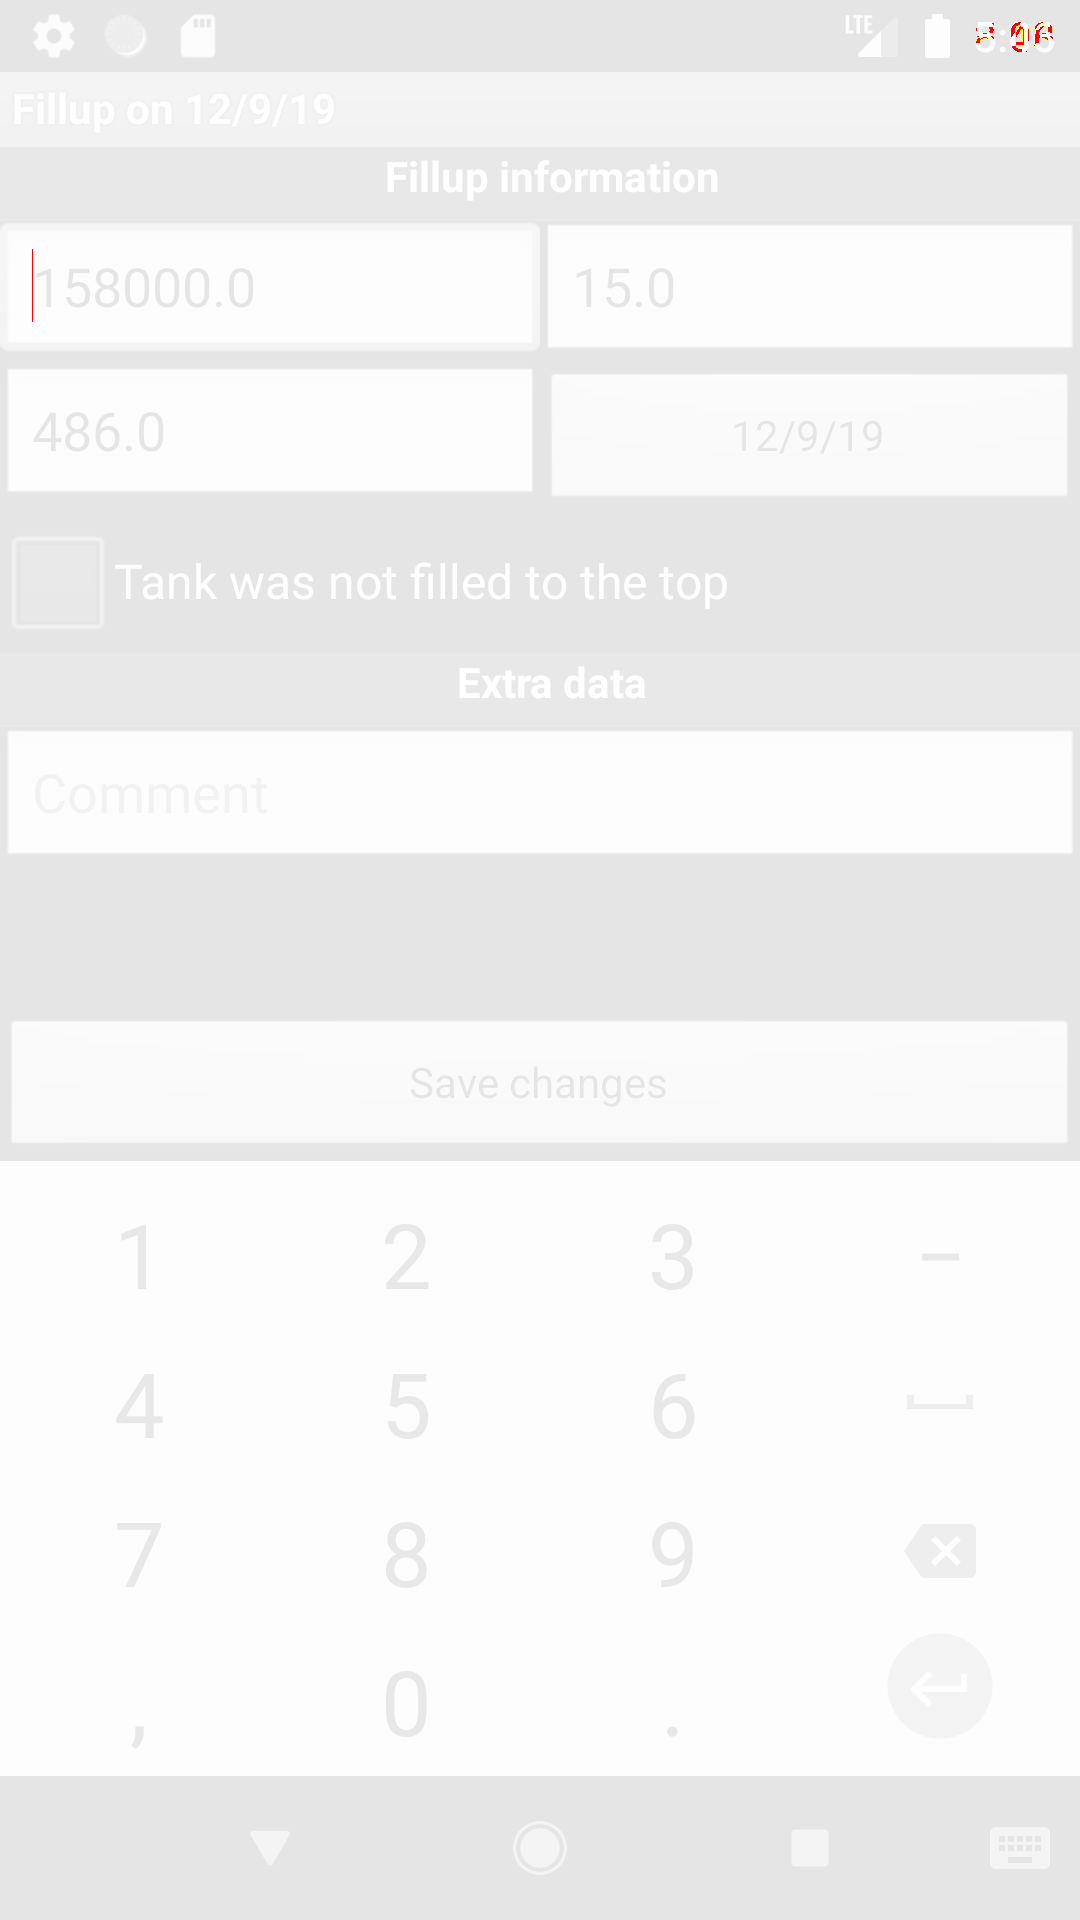 LTE
Fillup on 12/9/19
Fillup information
158000.0 15.0
486.0 12/9/19
Tank was not filled to the top
Extra data
Comment
Save changes
1 2 3 –
4 5 6
7 8 9
, 0 .